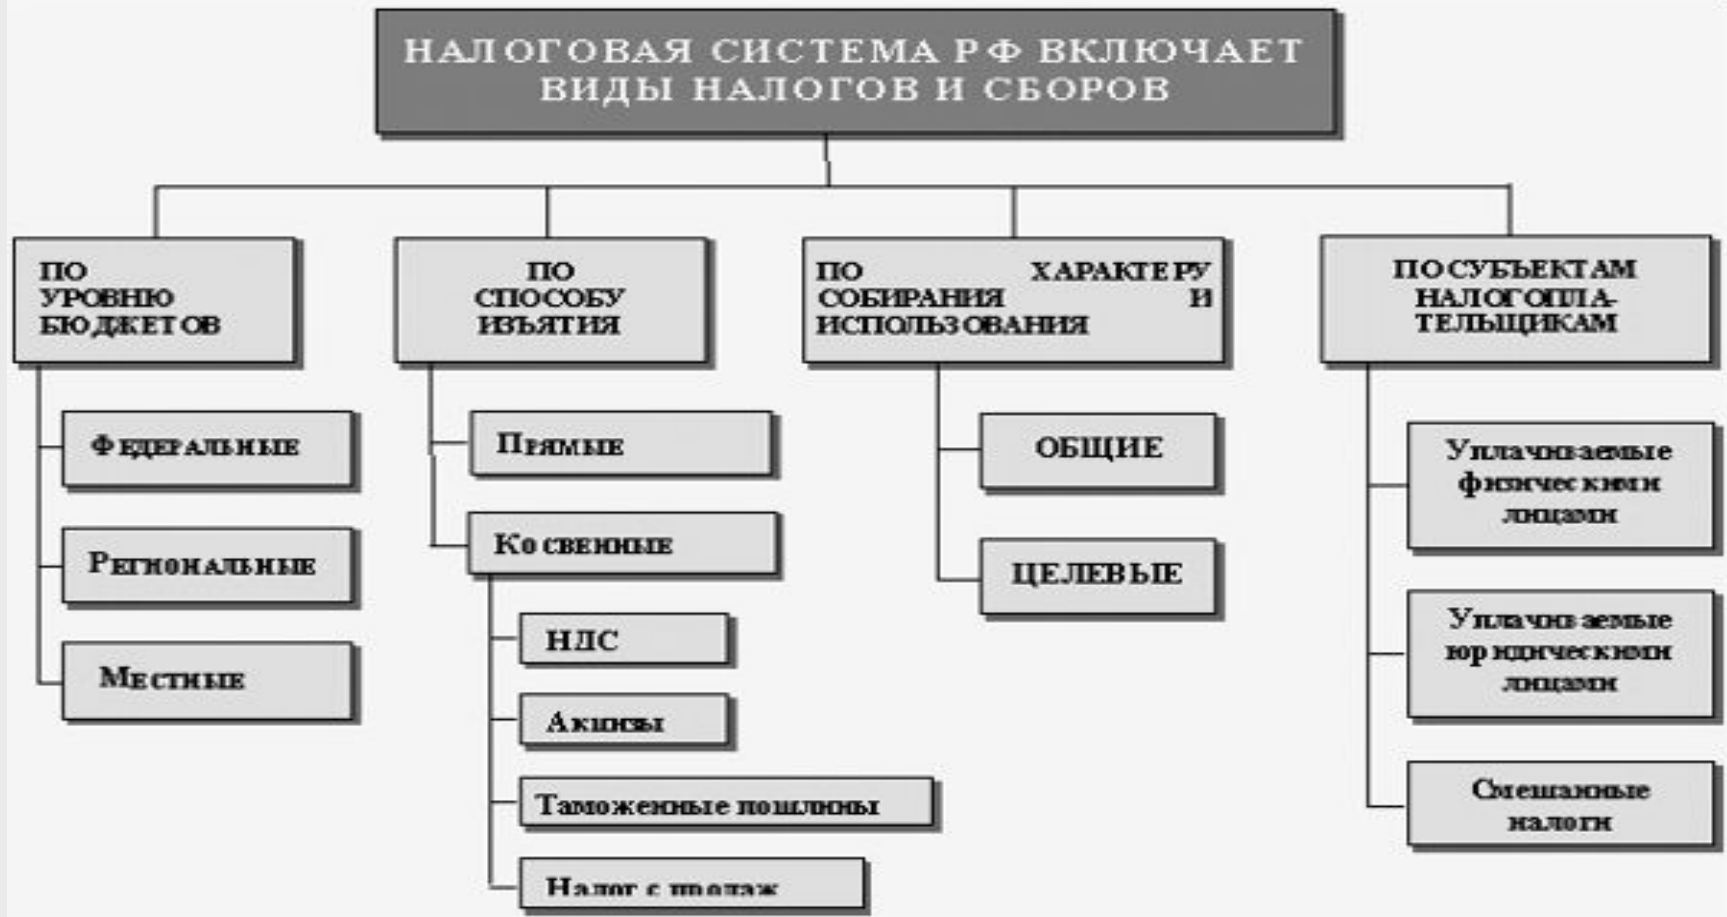 НАЛОГОВАЯ СИСТЕМА РФ ВКЛЮЧАЕТ
ВИДЫ НАЛОГОВ И СБОРОВ
ПО
УРОВНЮ
БЮДЖЕТОВ
ФЕДЕРАЛЬНЫЕ
РЕГИОНАЛЬНЫЕ
МЕСТНЫЕ
ПО
СПОСОБУ
ИЗЪЯТИЯ
ПРЯМЫЕ
КОСВЕННЫЕ
НДС
Акцизы
Таможенные пошлины
Налог с продаж
ПО ХАРАКТЕРУ
СОБИРАНИЯ И
ИСПОЛЬЗОВАНИЯ
ОБЩИЕ
ЦЕЛЕВЫЕ
ПО СУБЪЕКТАМ
НАЛОГОПЛА-
ТЕЛЬЩИКАМ
Уплачиваемые
физическими
лицами
Уплачиваемые
юридическими
лицами
Смешанные
налоги